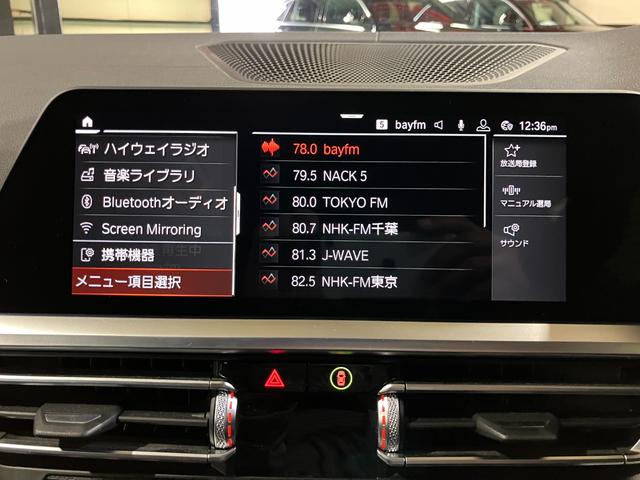 5 bayfm 12:36pm
ハイウェイラジオ
音楽ライブラリ
Bluetoothオーディオ
Screen Mirroring
携帯機器
メニュー項目選択
78.0 bayfm
79.5 NACK 5
80.0 TOKYO FM
80.7 NHK-FM千葉
81.3 J-WAVE
82.5 NHK-FM東京
放送局登録
マニュアル選局
サウンド